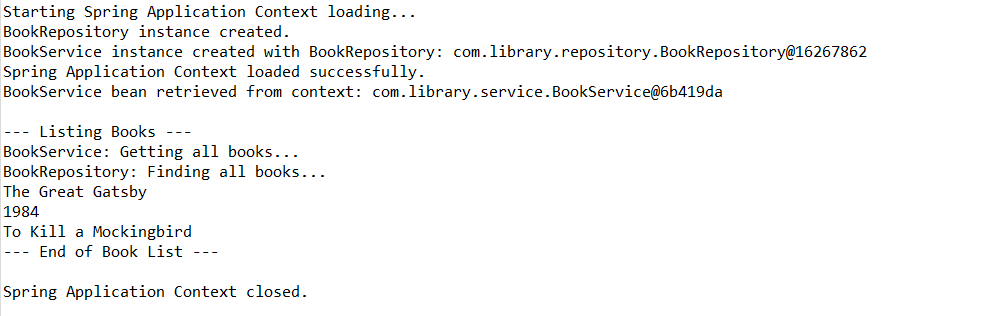 Starting Spring Application Context loading...
BookRepository instance created.
BookService instance created with BookRepository: com.library.repository.BookRepository@16267862
Spring Application Context loaded successfully.
BookService bean retrieved from context: com.library.service.BookService@6b419da
--- Listing Books ---
BookService: Getting all books...
BookRepository: Finding all books...
The Great Gatsby
1984
To Kill a Mockingbird
--- End of Book List ---
Spring Application Context closed.